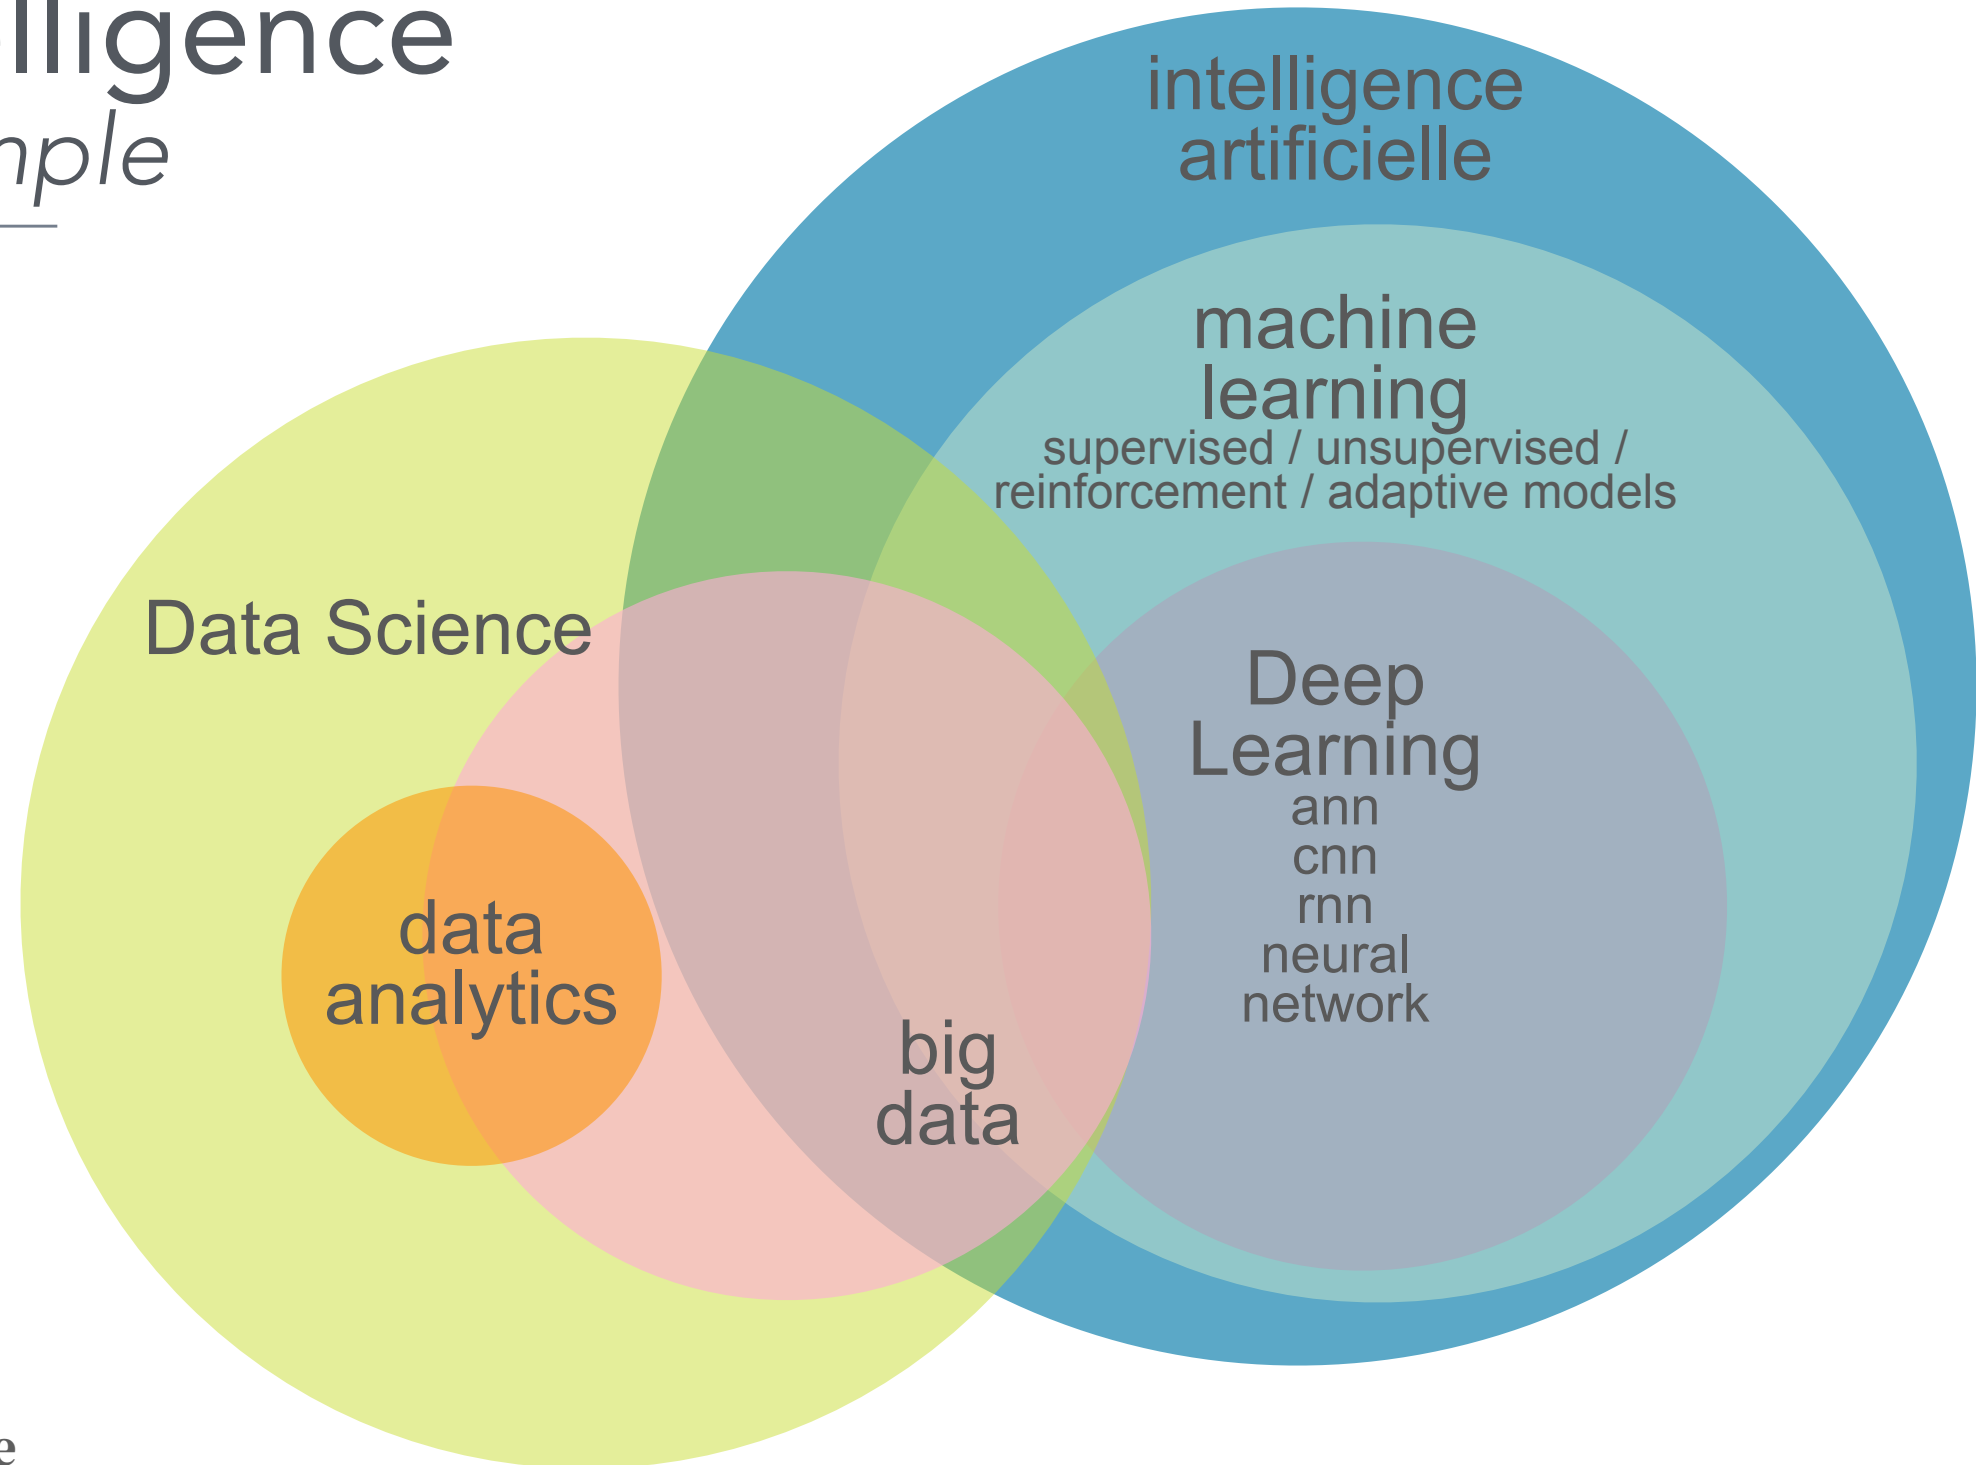 elligence
mple
intelligence
artificielle
machine
learning
supervised / unsupervised /
reinforcement / adaptive models
Data Science
Deep
Learning
ann
cnn
rnn
neural
network
data
analytics
big
data
e